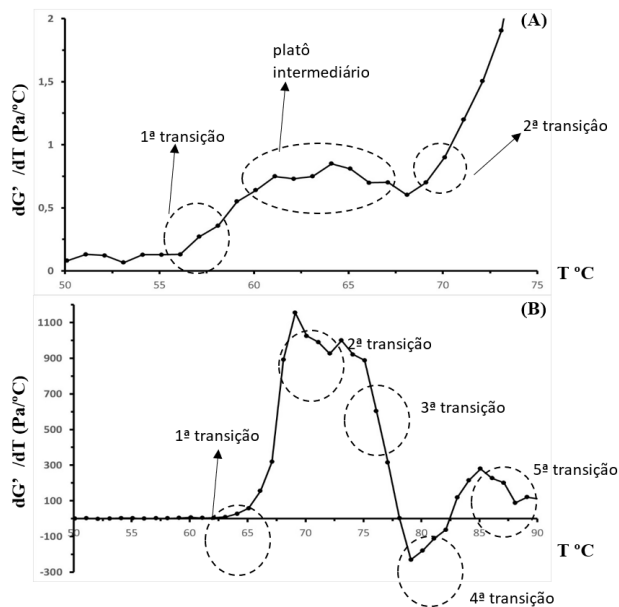 (A)
2
1,5
1
0,5
0
dG' /dT (Pa/ºC)
platô
intermediário
1ª transição
2ª transição
50 55 60 65 70 75
T ºC
(B)
1100
900
700
500
300
100
-100
-300
dG' /dT (Pa/ºC)
2ª transição
3ª transição
1ª transição
5ª transição
4ª transição
50 55 60 65 70 75 80 85 90
T ºC